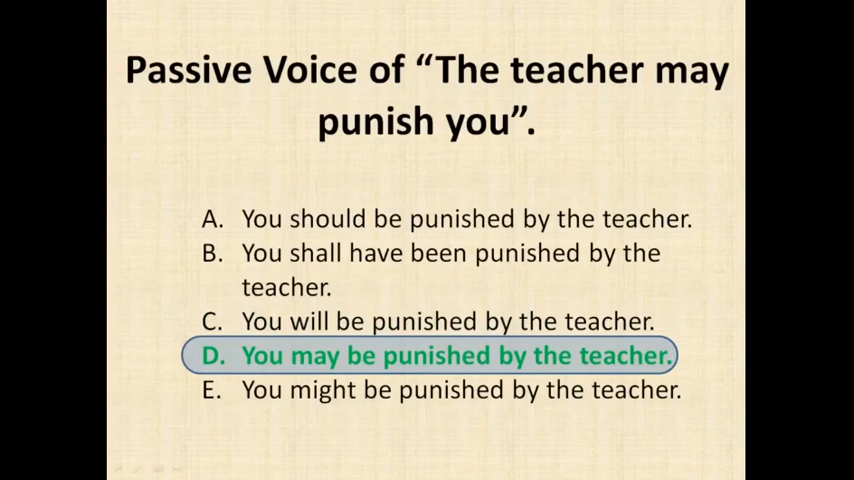 Passive Voice of “The teacher may
punish you”.
A. You should be punished by the teacher.
B. You shall have been punished by the
teacher.
C. You will be punished by the teacher.
D. You may be punished by the teacher.
E. You might be punished by the teacher.